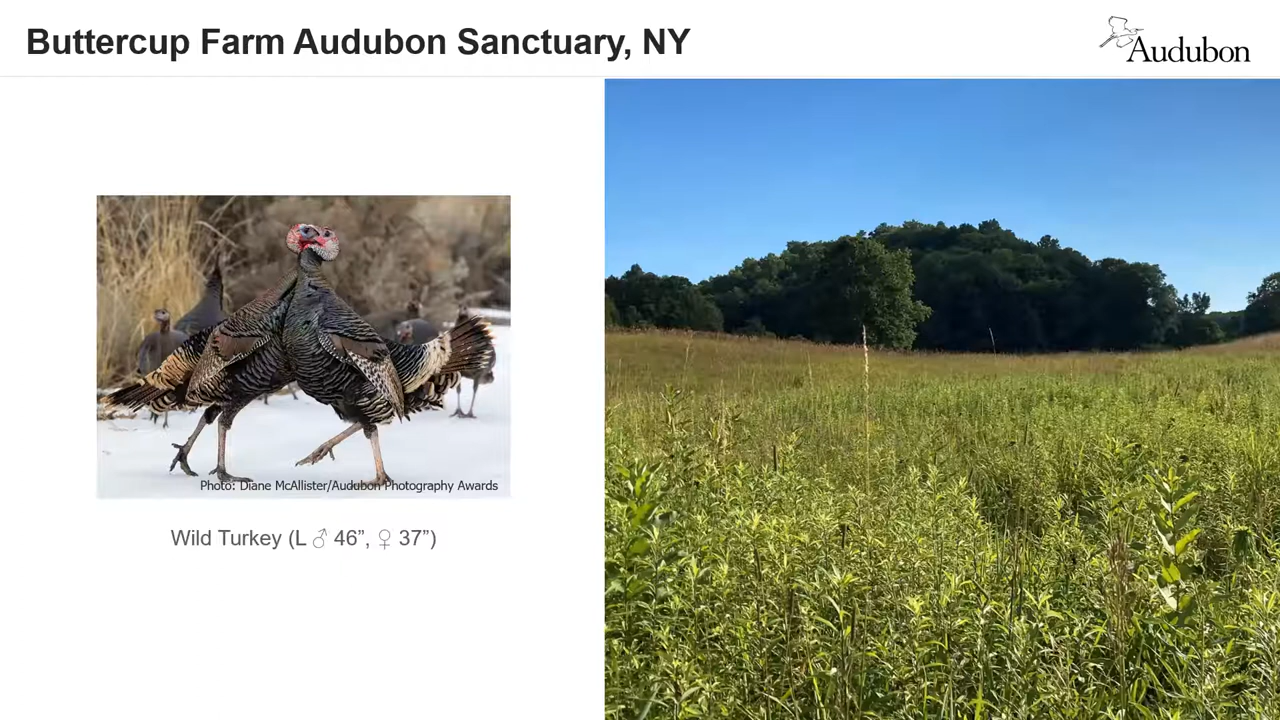 Buttercup Farm Audubon Sanctuary, NY
Audubon
Photo: Diane McAllister/Audubon Photography Awards
Wild Turkey (L ♂ 46”, ♀ 37”)